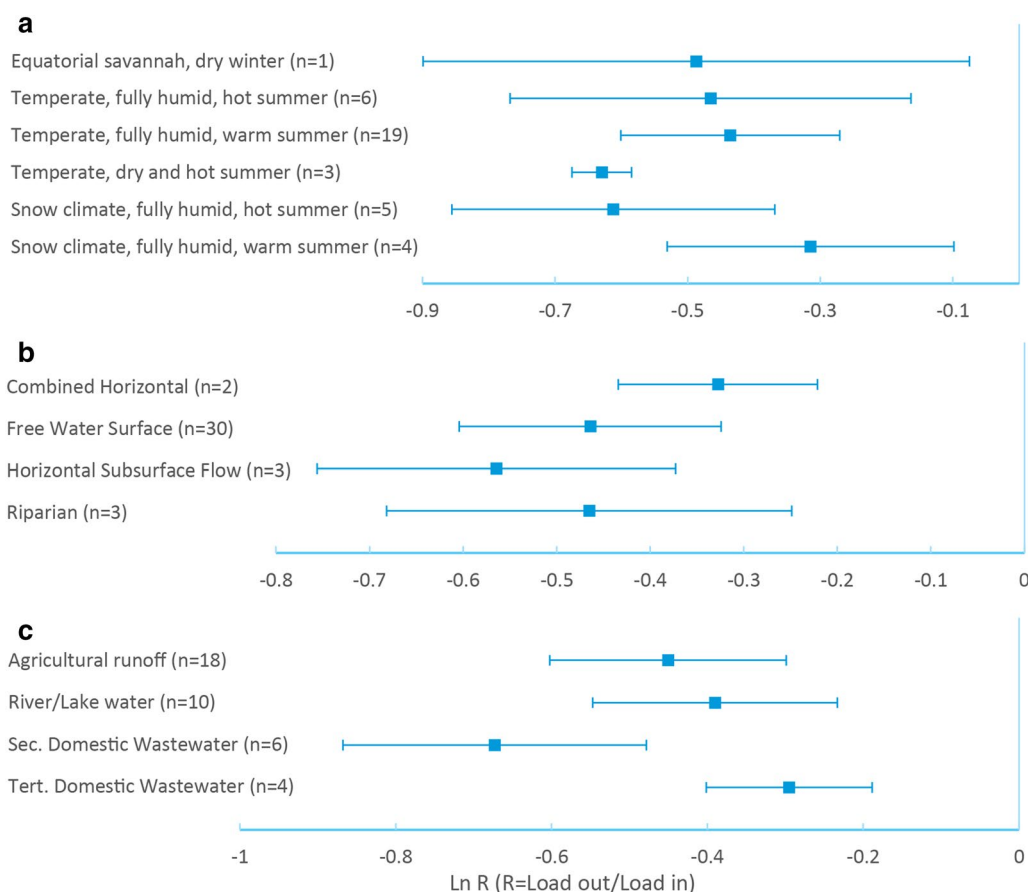 a
Equatorial savannah, dry winter (n=1)
Temperate, fully humid, hot summer (n=6)
Temperate, fully humid, warm summer (n=19)
Temperate, dry and hot summer (n=3)
Snow climate, fully humid, hot summer (n=5)
Snow climate, fully humid, warm summer (n=4)
-0.9 -0.7 -0.5 -0.3 -0.1
b
Combined Horizontal (n=2)
Free Water Surface (n=30)
Horizontal Subsurface Flow (n=3)
Riparian (n=3)
-0.8 -0.7 -0.6 -0.5 -0.4 -0.3 -0.2 -0.1 0
c
Agricultural runoff (n=18)
River/Lake water (n=10)
Sec. Domestic Wastewater (n=6)
Tert. Domestic Wastewater (n=4)
-1 -0.8 -0.6 -0.4 -0.2 0
Ln R (R=Load out/Load in)